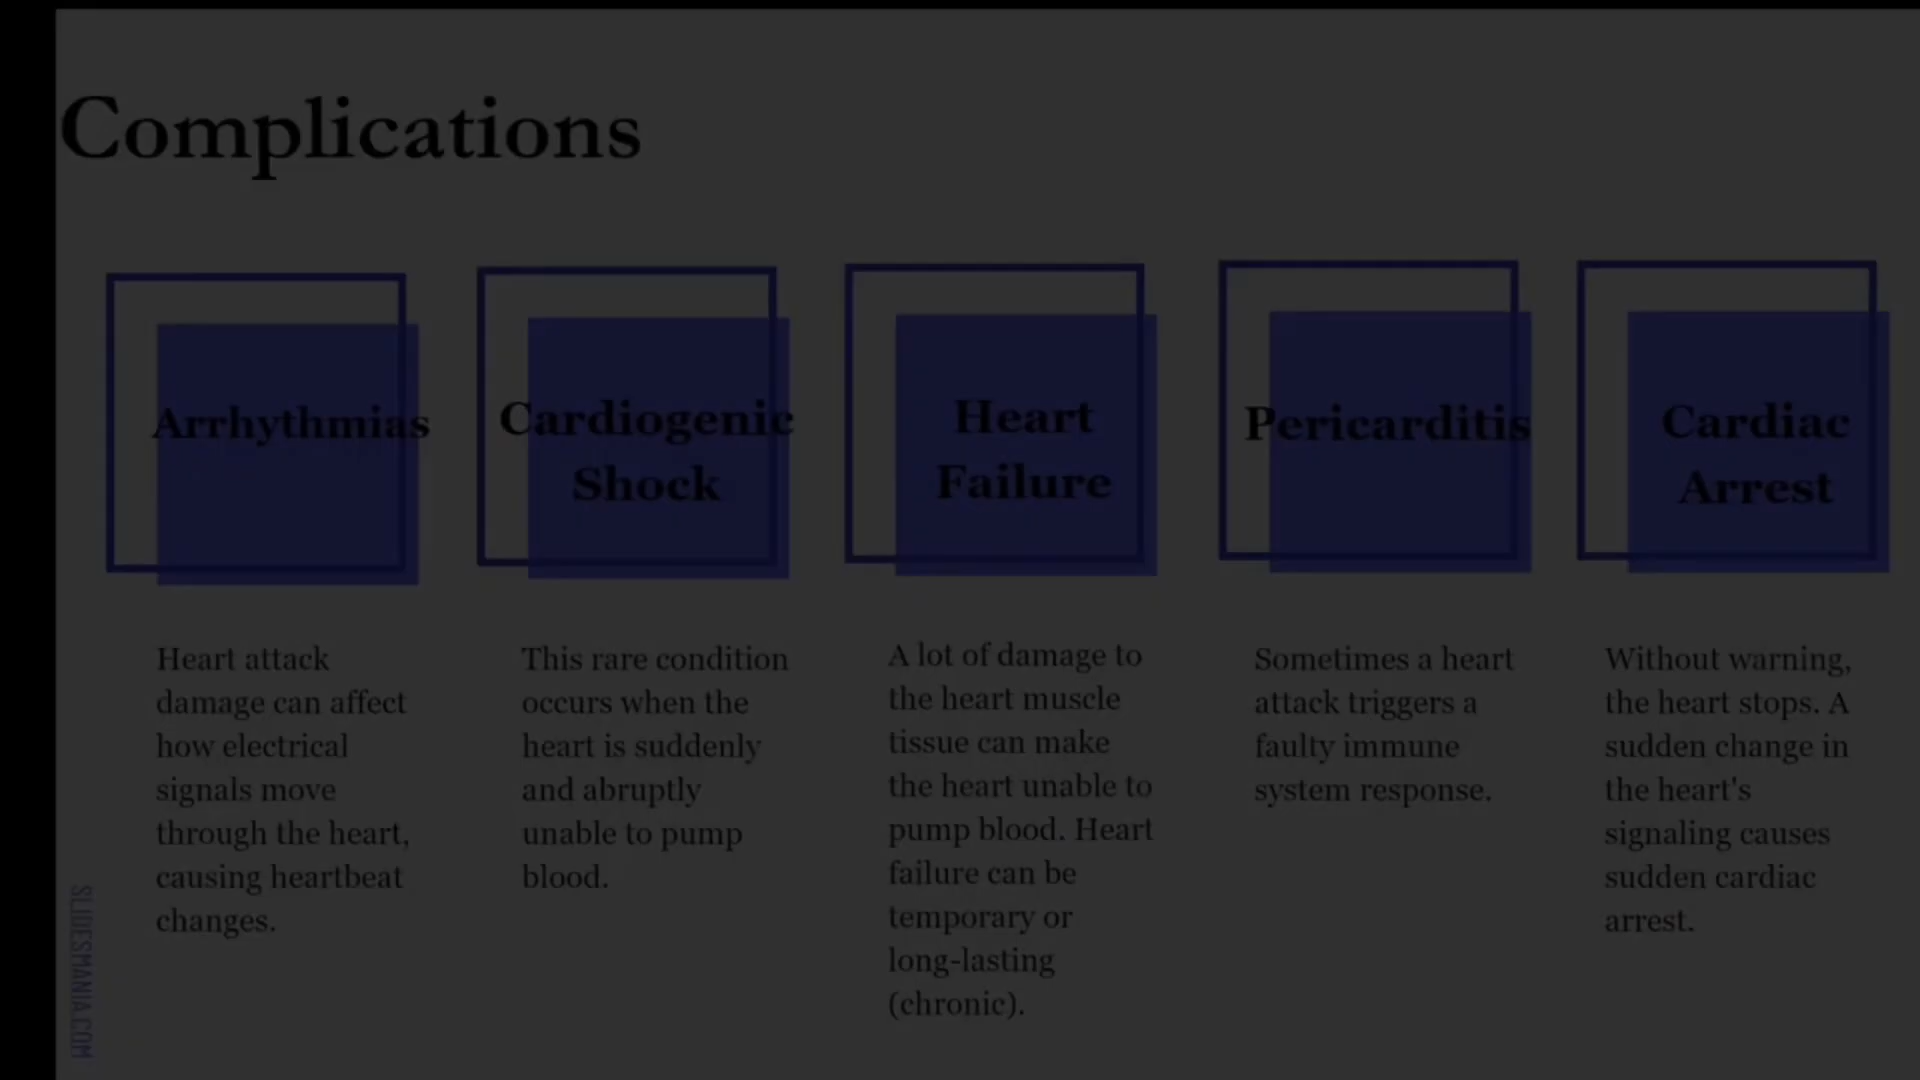 Complications
Arrhythmias
Heart attack
damage can affect
how electrical
signals move
through the heart,
causing heartbeat
changes.
Cardiogenic
Shock
This rare condition
occurs when the
heart is suddenly
and abruptly
unable to pump
blood.
Heart
Failure
A lot of damage to
the heart muscle
tissue can make
the heart unable to
pump blood. Heart
failure can be
temporary or
long-lasting
(chronic).
Pericarditis
Sometimes a heart
attack triggers a
faulty immune
system response.
Cardiac
Arrest
Without warning,
the heart stops. A
sudden change in
the heart's
signaling causes
sudden cardiac
arrest.
SLIDESMANIA.COM